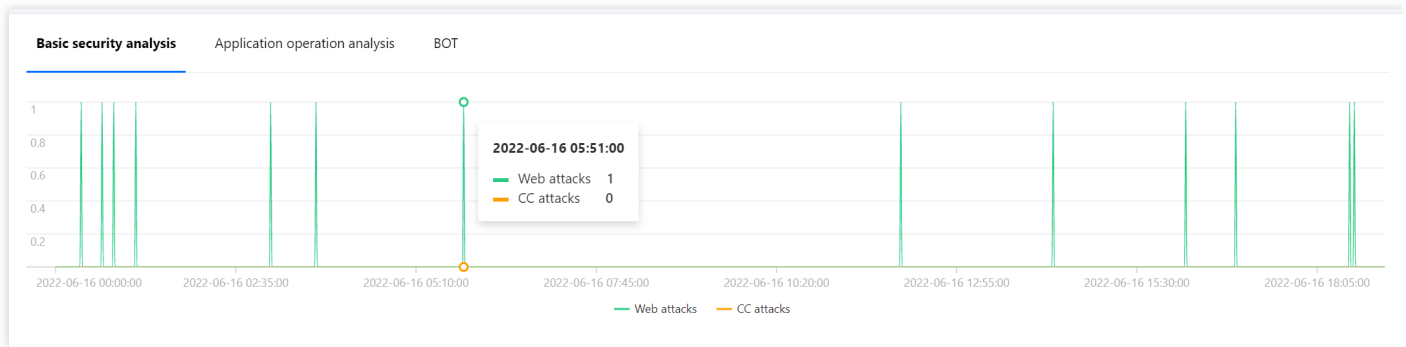 Basic security analysis Application operation analysis BOT
1
0.8
0.6
0.4
0.2
2022-06-16 05:51:00
Web attacks 1
CC attacks 0
2022-06-16 00:00:00 2022-06-16 02:35:00 2022-06-16 05:10:00 2022-06-16 07:45:00 2022-06-16 10:20:00 2022-06-16 12:55:00 2022-06-16 15:30:00 2022-06-16 18:05:00
Web attacks CC attacks